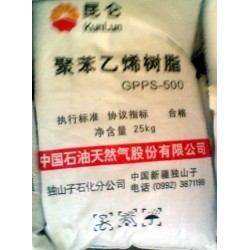 昆仑
KunLun
聚苯乙烯树脂
GPPS-500
执行标准 协议指标 合格
净含量 25kg
中国石油天然气股份有限公司
独山子石化分公司
中国新疆独山子
电话 (0992) 3871198